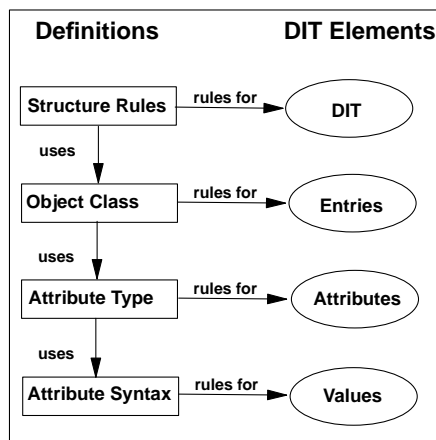 Definitions DIT Elements
Structure Rules rules for DIT
uses
Object Class rules for Entries
uses
Attribute Type rules for Attributes
uses
Attribute Syntax rules for Values